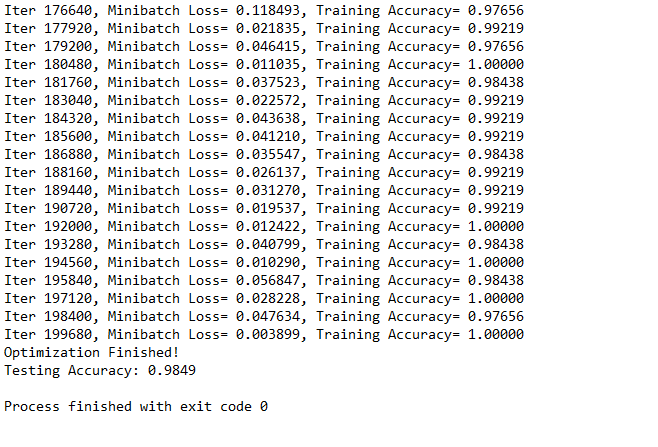 Iter 176640, Minibatch Loss= 0.118493, Training Accuracy= 0.97656
Iter 177920, Minibatch Loss= 0.021835, Training Accuracy= 0.99219
Iter 179200, Minibatch Loss= 0.046415, Training Accuracy= 0.97656
Iter 180480, Minibatch Loss= 0.011035, Training Accuracy= 1.00000
Iter 181760, Minibatch Loss= 0.037523, Training Accuracy= 0.98438
Iter 183040, Minibatch Loss= 0.022572, Training Accuracy= 0.99219
Iter 184320, Minibatch Loss= 0.043638, Training Accuracy= 0.99219
Iter 185600, Minibatch Loss= 0.041210, Training Accuracy= 0.99219
Iter 186880, Minibatch Loss= 0.035547, Training Accuracy= 0.98438
Iter 188160, Minibatch Loss= 0.026137, Training Accuracy= 0.99219
Iter 189440, Minibatch Loss= 0.031270, Training Accuracy= 0.99219
Iter 190720, Minibatch Loss= 0.019537, Training Accuracy= 0.99219
Iter 192000, Minibatch Loss= 0.012422, Training Accuracy= 1.00000
Iter 193280, Minibatch Loss= 0.040799, Training Accuracy= 0.98438
Iter 194560, Minibatch Loss= 0.010290, Training Accuracy= 1.00000
Iter 195840, Minibatch Loss= 0.056847, Training Accuracy= 0.98438
Iter 197120, Minibatch Loss= 0.028228, Training Accuracy= 1.00000
Iter 198400, Minibatch Loss= 0.047634, Training Accuracy= 0.97656
Iter 199680, Minibatch Loss= 0.003899, Training Accuracy= 1.00000
Optimization Finished!
Testing Accuracy: 0.9849
Process finished with exit code 0